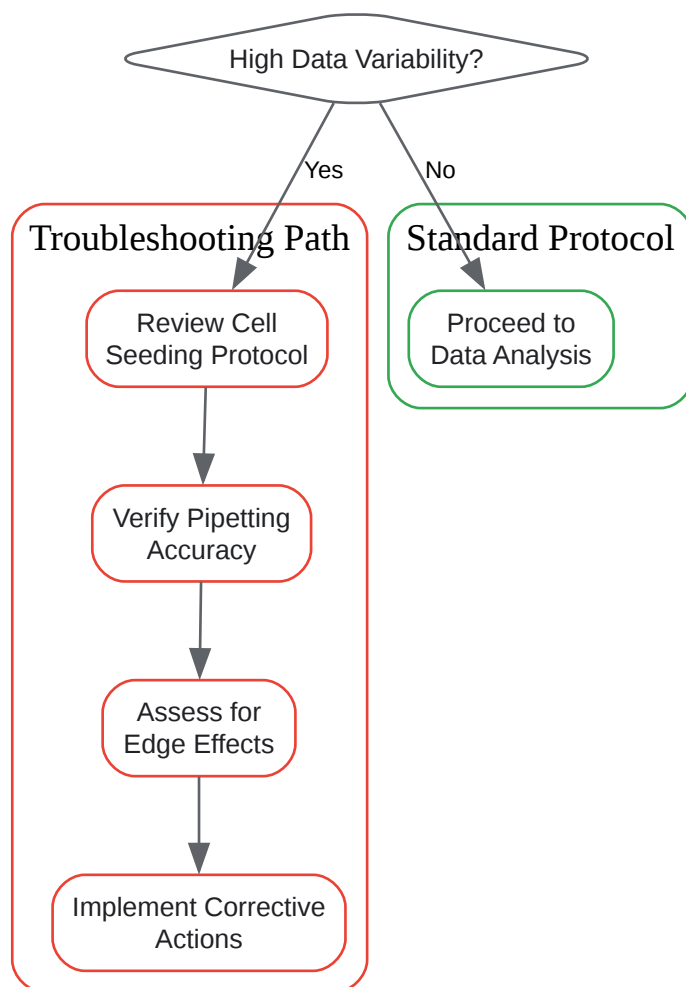 High Data Variability?
Yes
No
Troubleshooting Path
Standard Protocol
Review Cell
Seeding Protocol
Proceed to
Data Analysis
Verify Pipetting
Accuracy
Assess for
Edge Effects
Implement Corrective
Actions